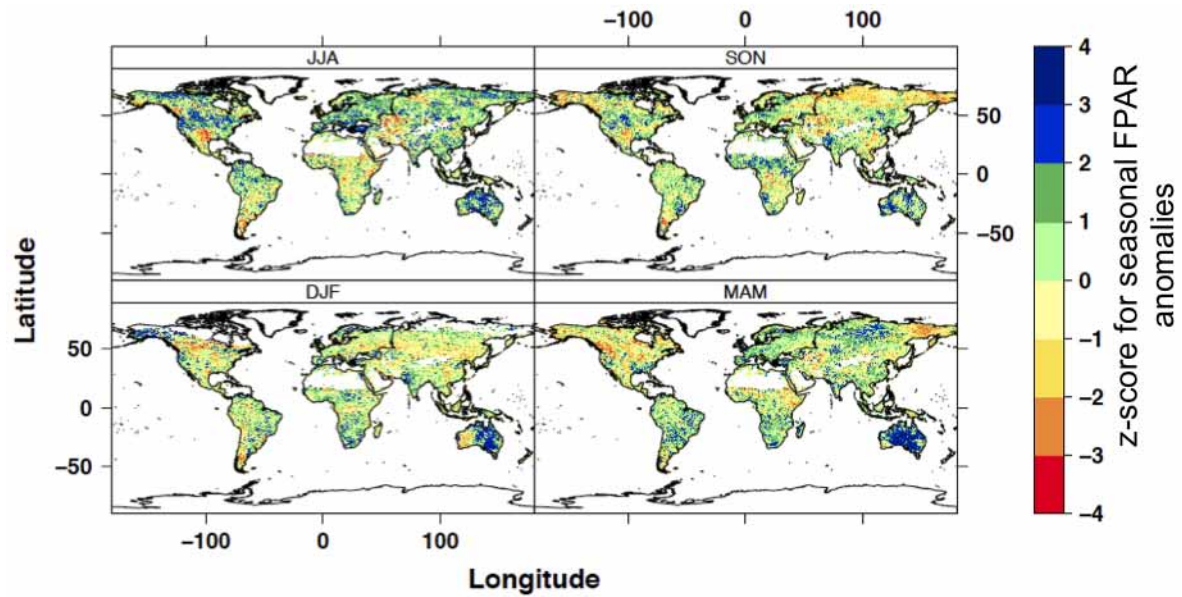 −100 0 100
JJA SON
50
0
−50
DJF MAM
50
0
−50
−100 0 100
Latitude
Longitude
4
3
2
1
0
−1
−2
−3
−4
z-score for seasonal FPAR
anomalies